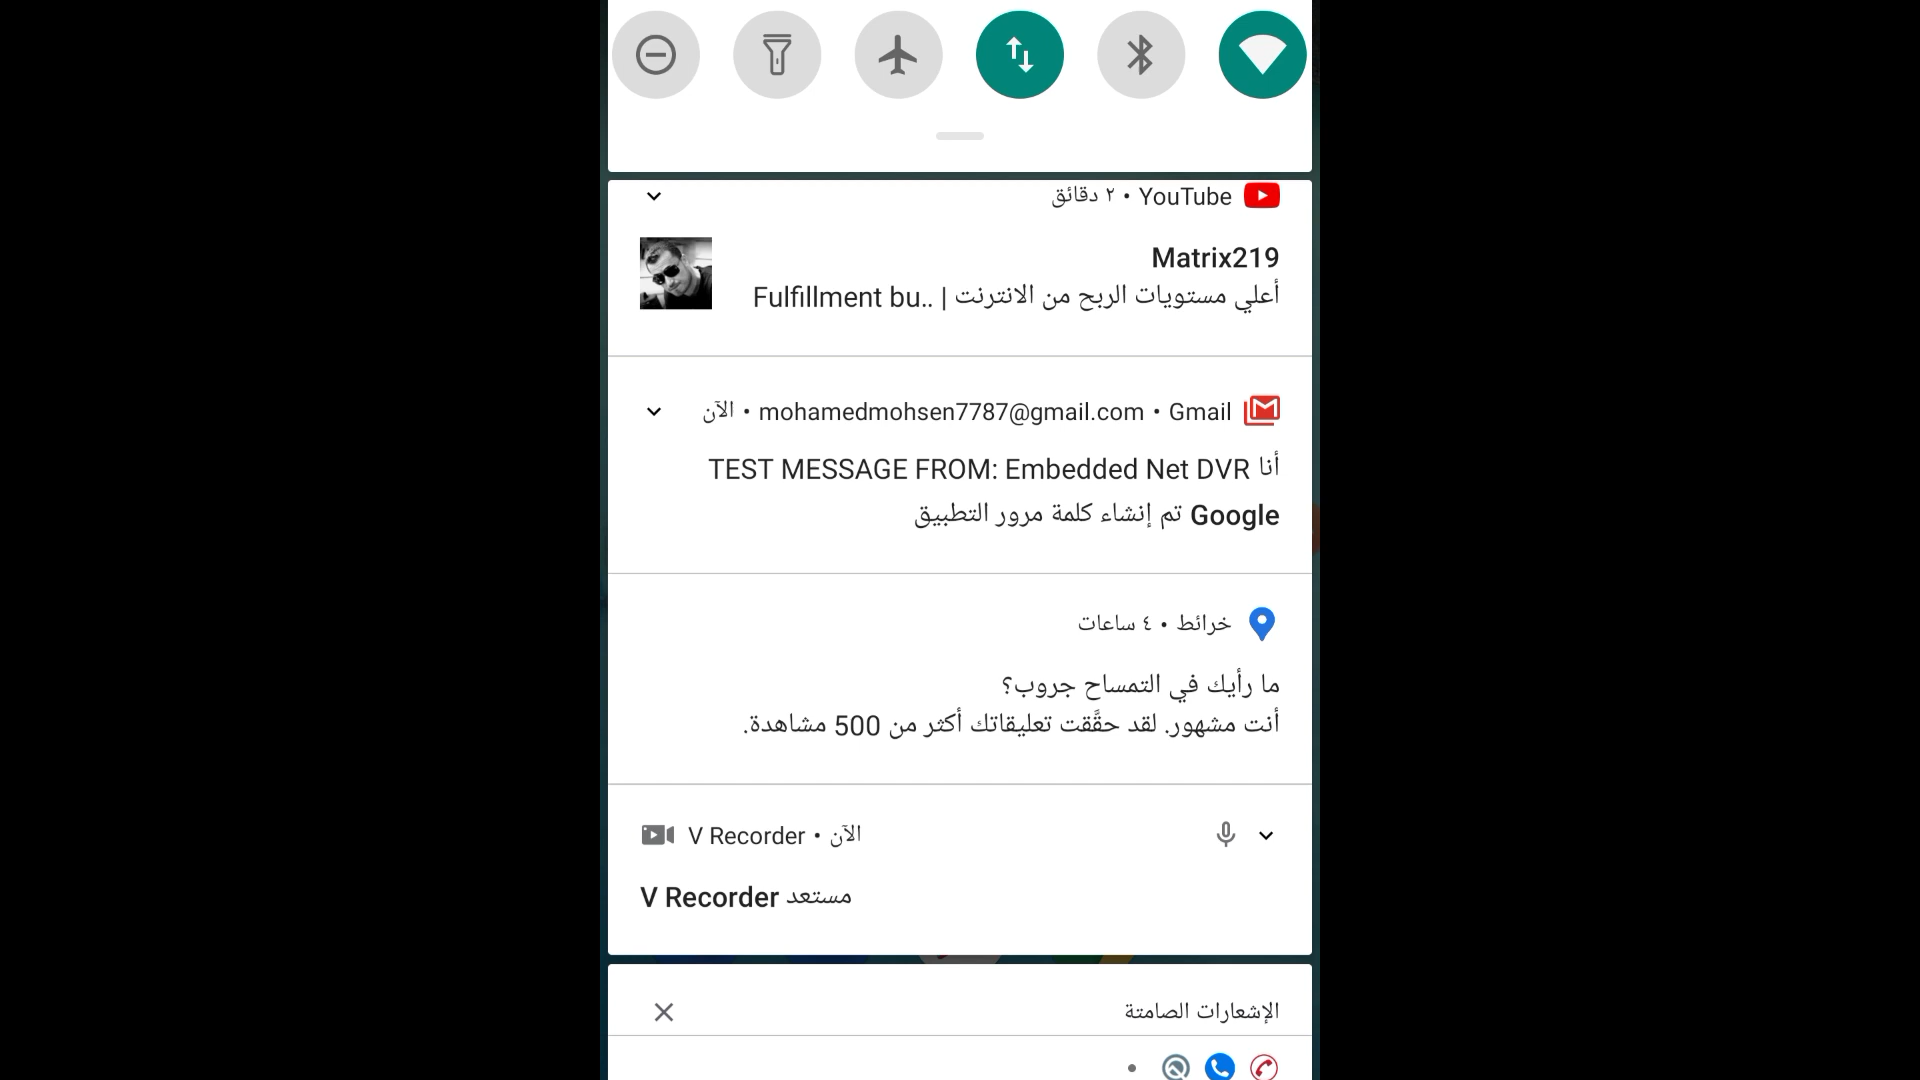 YouTube • ٢ دقائق
Matrix219
أعلي مستويات الربح من الانترنت | Fulfillment bu..
Gmail • mohamedmohsen7787@gmail.com • الآن
أنا TEST MESSAGE FROM: Embedded Net DVR
Google تم إنشاء كلمة مرور التطبيق
خرائط • ٤ ساعات
ما رأيك في التمساح جروب؟
أنت مشهور. لقد حقَّقت تعليقاتك أكثر من 500 مشاهدة.
V Recorder • الآن
V Recorder مستعد
الإشعارات الصامتة